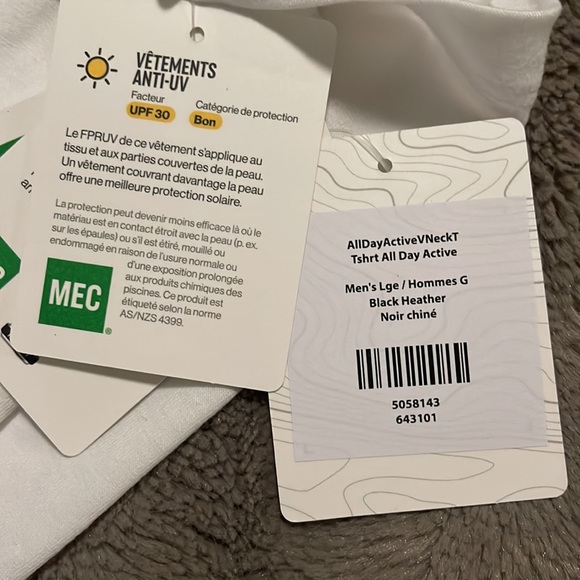 VÊTEMENTS
ANTI-UV
Facteur
UPF 30
Catégorie de protection
Bon
Le FPRUV de ce vêtement s'applique au
tissu et aux parties couvertes de la peau.
Un vêtement couvrant davantage la peau
offre une meilleure protection solaire.
La protection peut devenir moins efficace là où le
matériau est en contact étroit avec la peau (p. ex.
sur les épaules) ou s'il est étiré, mouillé ou
endommagé en raison de l'usure normale ou
d'une exposition prolongée
aux produits chimiques des
piscines. Ce produit est
étiqueté selon la norme
AS/NZS 4399.
MEC®
AllDayActiveVNeckT
Tshrt All Day Active
Men's Lge / Hommes G
Black Heather
Noir chiné
5058143
643101